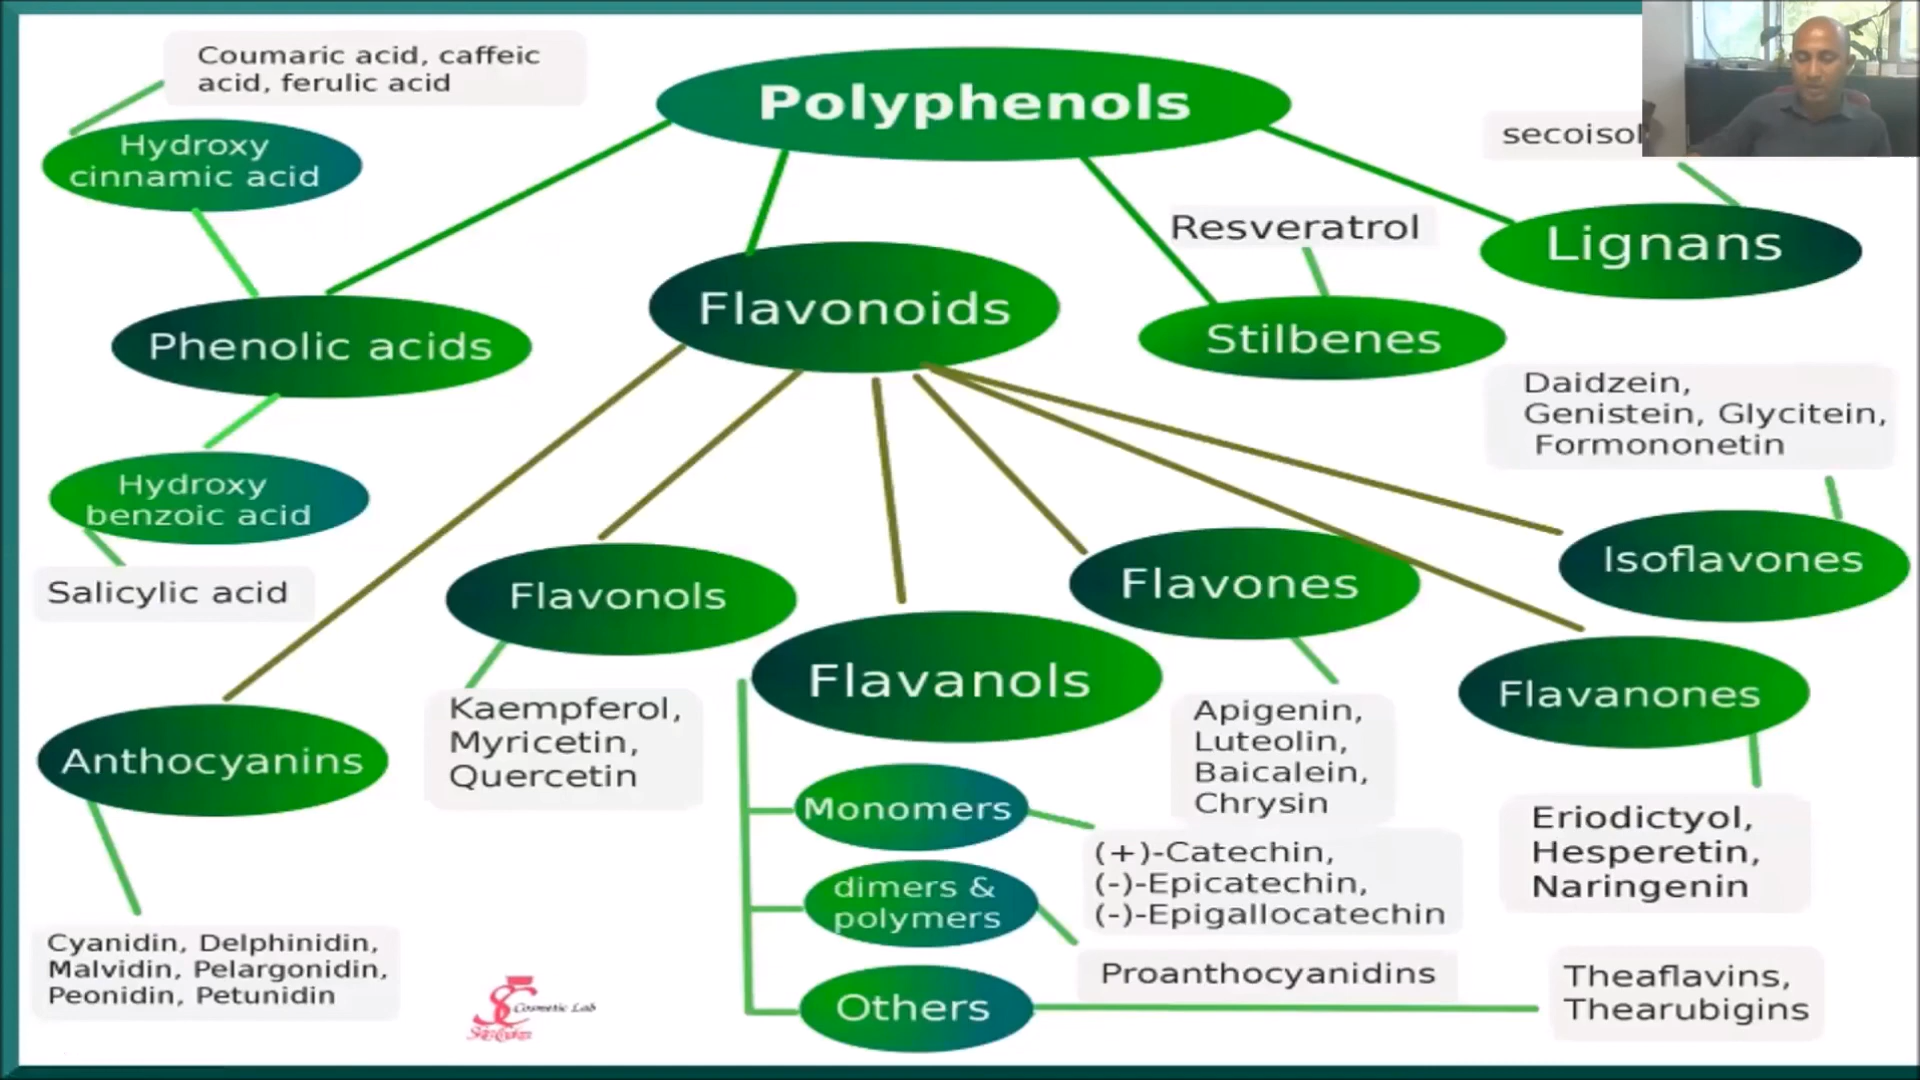 Coumaric acid, caffeic
acid, ferulic acid
Polyphenols
Hydroxy
cinnamic acid
Resveratrol
Lignans
Flavonoids
Stilbenes
Phenolic acids
Daidzein,
Genistein, Glycitein,
Formononetin
Hydroxy
benzoic acid
Salicylic acid
Flavonols
Flavones
Isoflavones
Flavanols
Flavanones
Anthocyanins
Kaempferol,
Myricetin,
Quercetin
Apigenin,
Luteolin,
Baicalein,
Chrysin
Monomers
(+)-Catechin,
(-)-Epicatechin,
(-)-Epigallocatechin
Eriodictyol,
Hesperetin,
Naringenin
dimers &
polymers
Proanthocyanidins
Cyanidin, Delphinidin,
Malvidin, Pelargonidin,
Peonidin, Petunidin
Others
Theaflavins,
Thearubigins
Cosmetic Lab